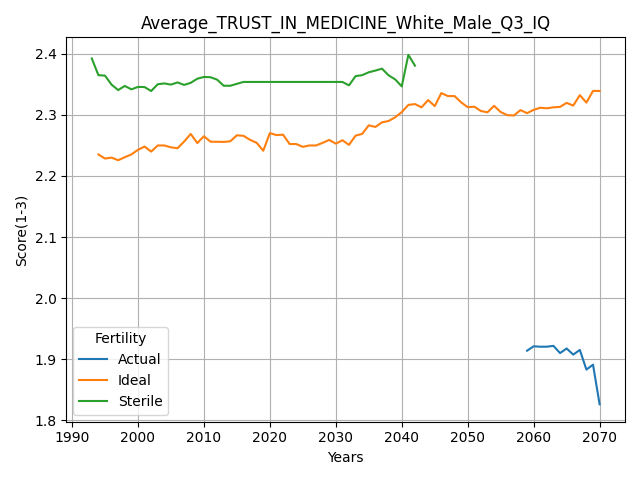 Average_TRUST_IN_MEDICINE_White_Male_Q3_IQ
Score(1-3)
2.4
2.3
2.2
2.1
2.0
1.9
1.8
Fertility
Actual
Ideal
Sterile
1990 2000 2010 2020 2030 2040 2050 2060 2070
Years